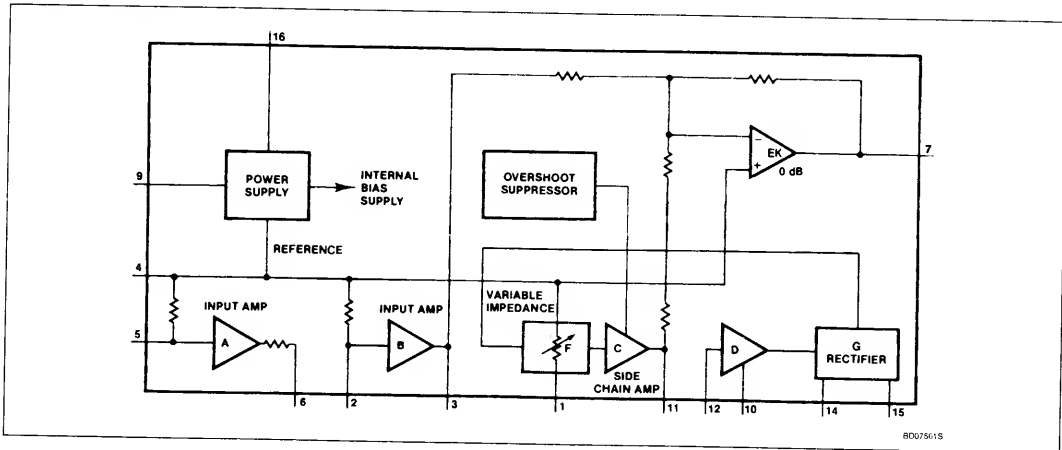 16
7
EK
0 dB
−
+
9
POWER
SUPPLY
INTERNAL
BIAS
SUPPLY
OVERSHOOT
SUPPRESSOR
REFERENCE
4
VARIABLE
IMPEDANCE
INPUT AMP
INPUT AMP
5
A
B
F
C
D
G
RECTIFIER
SIDE
CHAIN AMP
6
2
3
1
11
12
10
14
15
BD07501S